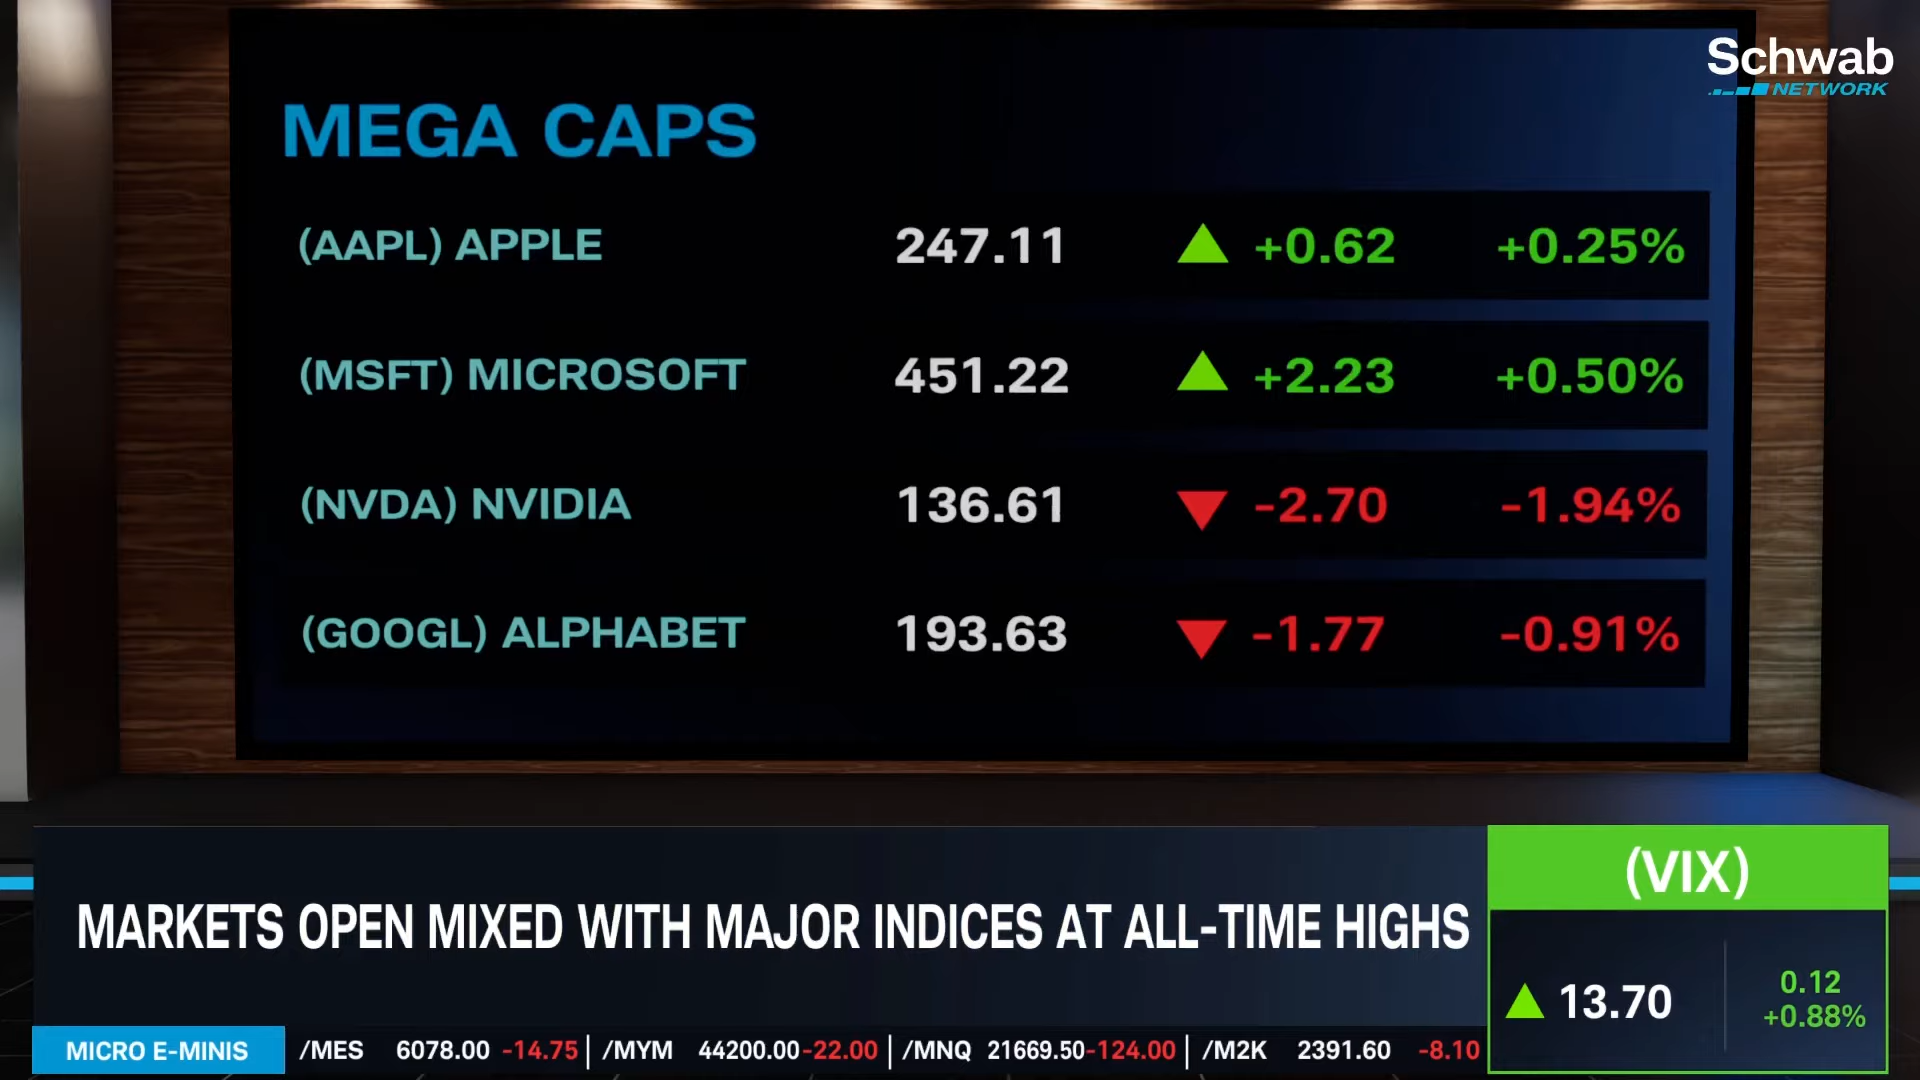 Schwab
NETWORK
MEGA CAPS
(AAPL) APPLE 247.11 +0.62 +0.25%
(MSFT) MICROSOFT 451.22 +2.23 +0.50%
(NVDA) NVIDIA 136.61 -2.70 -1.94%
(GOOGL) ALPHABET 193.63 -1.77 -0.91%
MARKETS OPEN MIXED WITH MAJOR INDICES AT ALL-TIME HIGHS
(VIX)
13.70
0.12
+0.88%
MICRO E-MINIS /MES 6078.00 -14.75 /MYM 44200.00 -22.00 /MNQ 21669.50 -124.00 /M2K 2391.60 -8.10